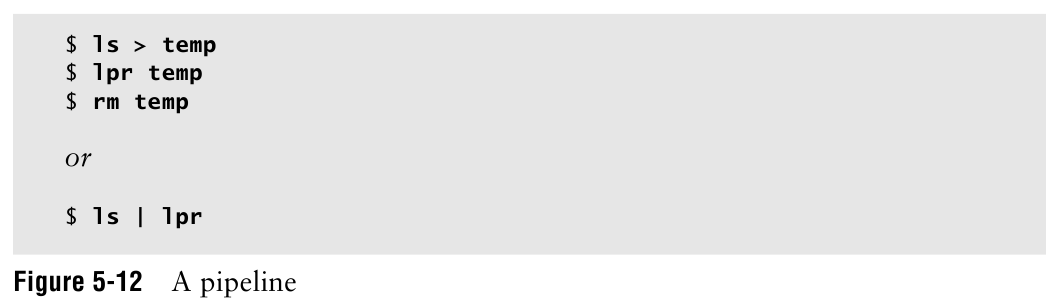 $ ls > temp
$ lpr temp
$ rm temp
or
$ ls | lpr
Figure 5-12 A pipeline